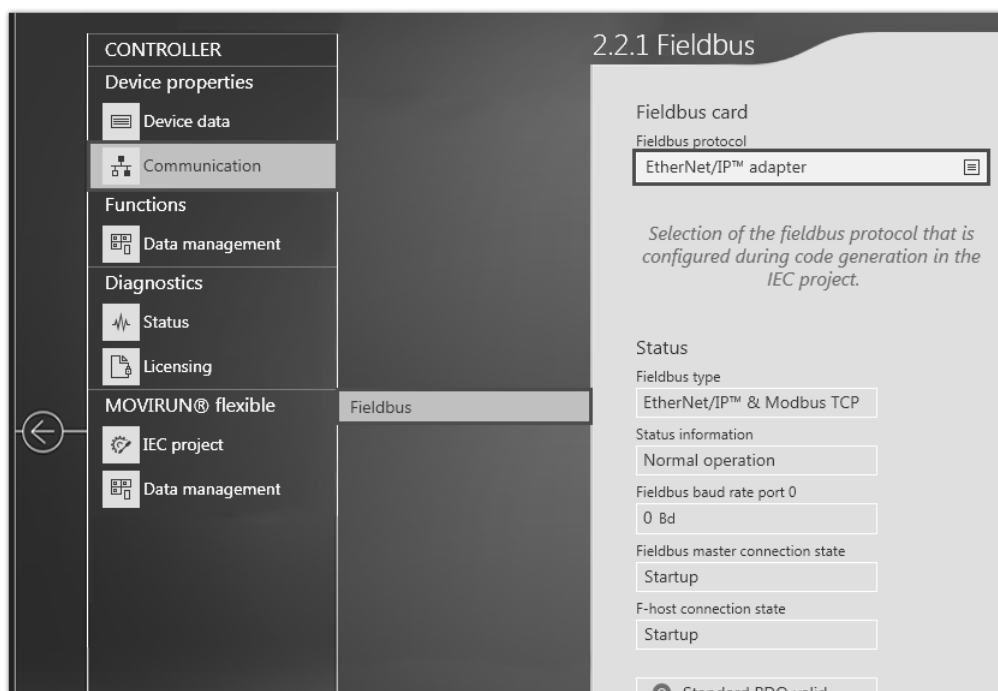 CONTROLLER
Device properties
Device data
Communication
Functions
Data management
Diagnostics
Status
Licensing
MOVIRUN® flexible
IEC project
Data management
Fieldbus
2.2.1 Fieldbus
Fieldbus card
Fieldbus protocol
EtherNet/IP™ adapter
Selection of the fieldbus protocol that is
configured during code generation in the
IEC project.
Status
Fieldbus type
EtherNet/IP™ & Modbus TCP
Status information
Normal operation
Fieldbus baud rate port 0
0 Bd
Fieldbus master connection state
Startup
F-host connection state
Startup
Standard PDO valid